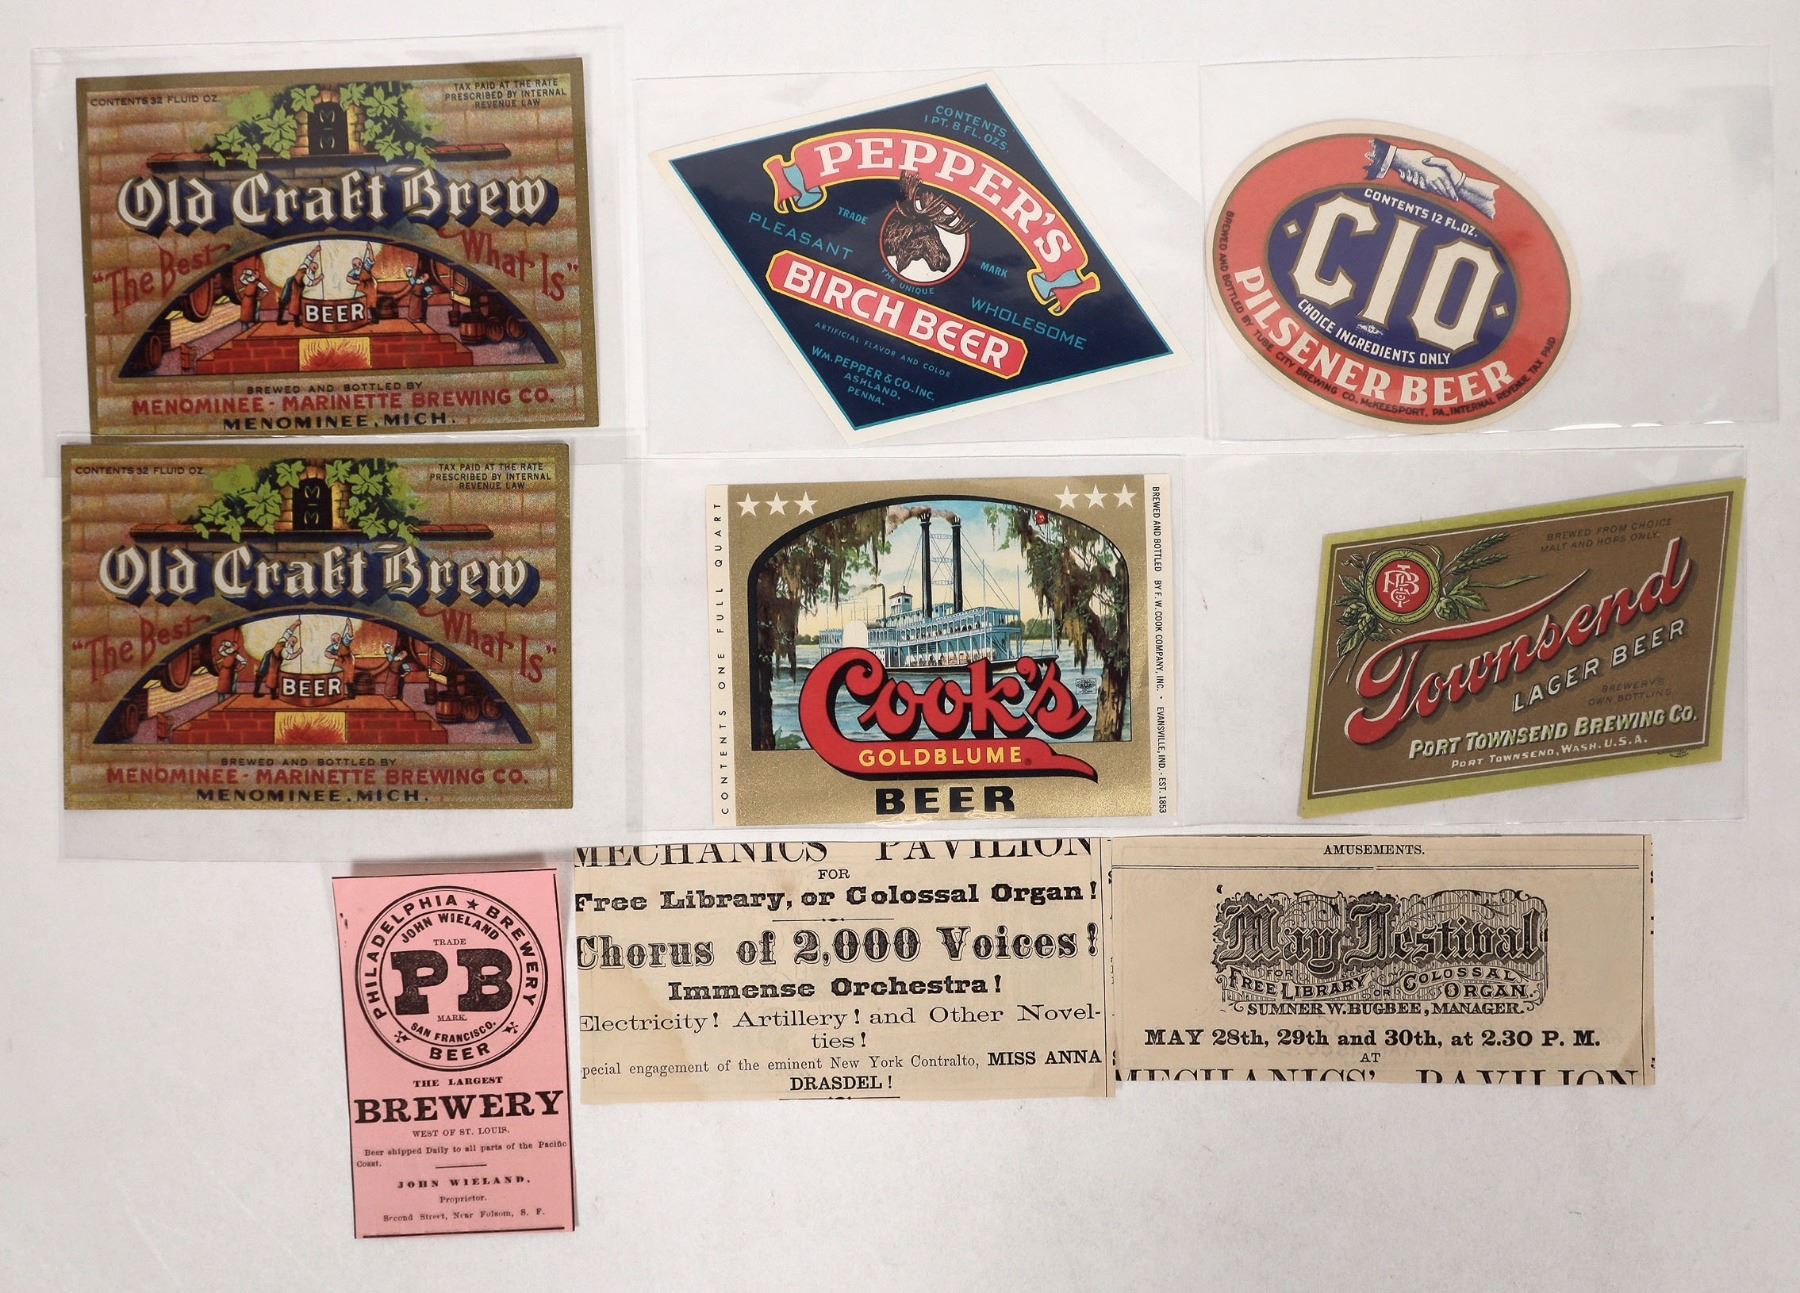 CONTENTS 32 FLUID OZ.
TAX PAID AT THE RATE
PRESCRIBED BY INTERNAL
REVENUE LAW
Old Craft Brew
"The Best What Is"
BEER
BREWED AND BOTTLED BY
MENOMINEE-MARINETTE BREWING CO.
MENOMINEE, MICH.
CONTENTS 1 PT. 8 FL. OZS.
PEPPER'S
TRADE MARK
PLEASANT
THE UNIQUE
WHOLESOME
BIRCH BEER
ARTIFICIAL FLAVOR AND COLOR
WM. PEPPER & CO., INC.
ASHLAND,
PENNA.
CONTENTS 12 FL. OZ.
CIO
CHOICE INGREDIENTS ONLY
PILSENER BEER
BREWED AND BOTTLED BY TUBE CITY BREWING CO. McKEESPORT, PA., INTERNAL REVENUE TAX PAID
CONTENTS 32 FLUID OZ
TAX PAID AT THE RATE
PRESCRIBED BY INTERNAL
REVENUE LAW
Old Craft Brew
"The Best What Is"
BEER
BREWED AND BOTTLED BY
MENOMINEE-MARINETTE BREWING CO.
MENOMINEE, MICH.
CONTENTS ONE FULL QUART
Cook's
GOLDBLUME
BEER
BREWED AND BOTTLED BY F. W. COOK COMPANY, INC. • EVANSVILLE, IND. - EST. 1853
BREWED FROM CHOICE
MALT AND HOPS ONLY.
Townsend
LAGER BEER
BREWERY'S
OWN BOTTLING
PORT TOWNSEND BREWING CO.
PORT TOWNSEND, WASH. U.S.A.
PHILADELPHIA ★ BREWERY
JOHN WIELAND
TRADE
PB
MARK.
SAN FRANCISCO.
BEER
THE LARGEST
BREWERY
WEST OF ST. LOUIS.
Beer shipped Daily to all parts of the Pacific
Coast.
JOHN WIELAND,
Proprietor.
Second Street, Near Folsom, S. F.
MECHANICS' PAVILION
FOR
Free Library, or Colossal Organ!
Chorus of 2,000 Voices!
Immense Orchestra!
Electricity! Artillery! and Other Novel-
ties!
pecial engagement of the eminent New York Contralto, MISS ANNA
DRASDEL!
AMUSEMENTS.
May Festival
FOR
FREE LIBRARY OR COLOSSAL
ORGAN.
SUMNER W. BUGBEE, MANAGER.
MAY 28th, 29th and 30th, at 2.30 P. M.
AT
MECHANICS' PAVILION